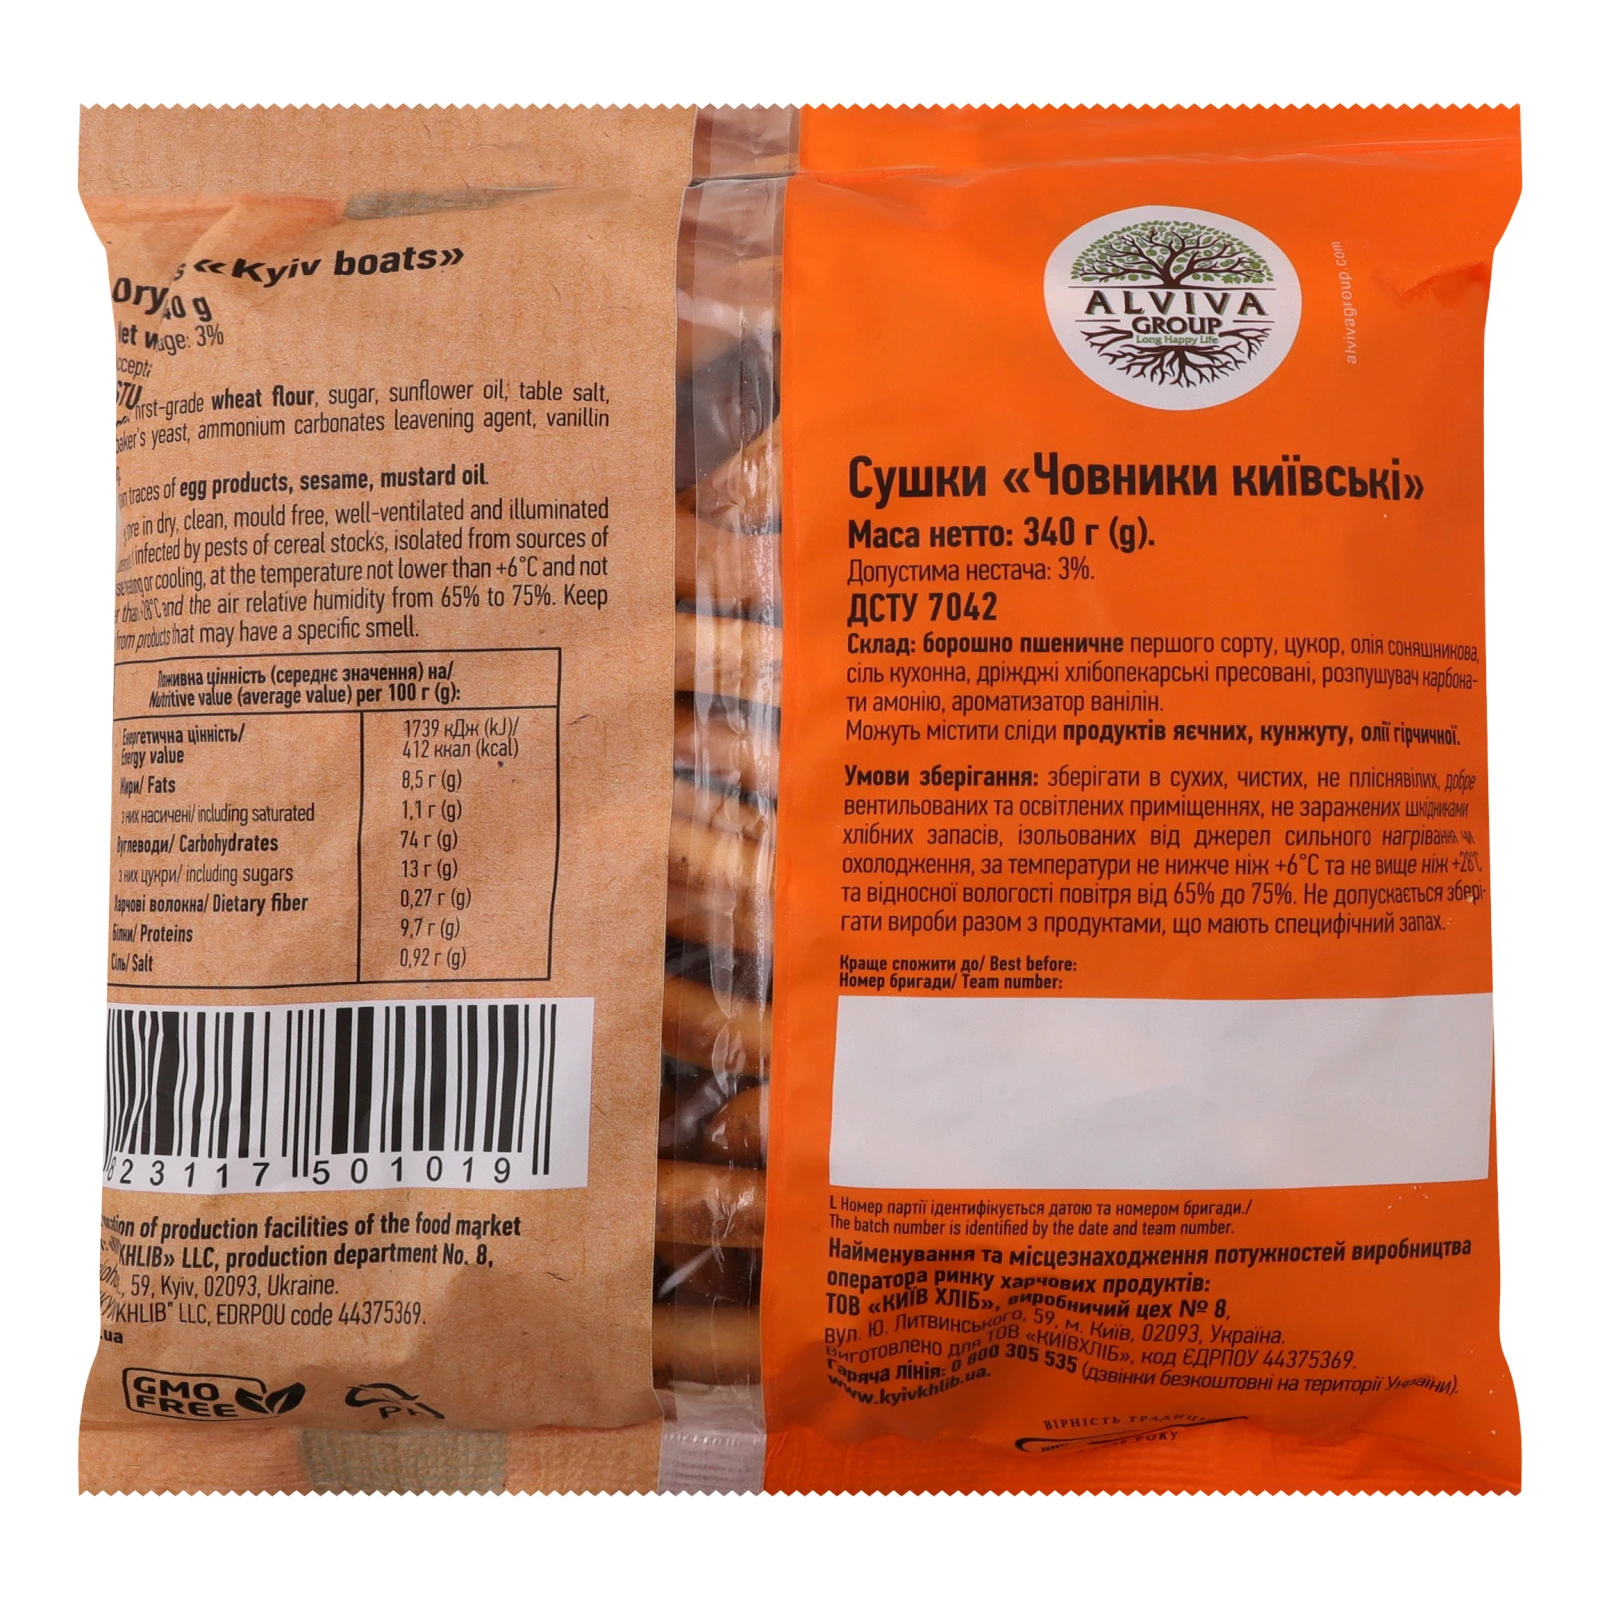 «Kyiv boats»
40 g
3%
wheat flour, sugar, sunflower oil, table salt,
yeast, ammonium carbonates leavening agent, vanillin
traces of egg products, sesame, mustard oil.
in dry, clean, mould free, well-ventilated and illuminated
infected by pests of cereal stocks, isolated from sources of
or cooling, at the temperature not lower than +6°C and not
and the air relative humidity from 65% to 75%. Keep
from products that may have a specific smell.
Поживна цінність (середнє значення) на/
Nutritive value (average value) per 100 г (g):
Енергетична цінність/
Energy value
1739 кДж (kJ)/
412 ккал (kcal)
Жири/ Fats
8,5 г (g)
з них насичені/ including saturated
1,1 г (g)
Вуглеводи/ Carbohydrates
74 г (g)
з них цукри/ including sugars
13 г (g)
Харчові волокна/ Dietary fiber
0,27 г (g)
Білки/ Proteins
9,7 г (g)
Сіль/ Salt
0,92 г (g)
823117 501019
of production facilities of the food market
LLC, production department No. 8,
59, Kyiv, 02093, Ukraine.
LLC, EDRPOU code 44375369.
.ua
GMO
FREE
ALVIVA
GROUP
Long Happy Life
alvivagroup.com
Сушки «Човники київські»
Маса нетто: 340 г (g).
Допустима нестача: 3%.
ДСТУ 7042
Склад: борошно пшеничне першого сорту, цукор, олія соняшникова,
сіль кухонна, дріжджі хлібопекарські пресовані, розпушувач карбона-
ти амонію, ароматизатор ванілін.
Можуть містити сліди продуктів яєчних, кунжуту, олії гірчичної.
Умови зберігання: зберігати в сухих, чистих, не пліснявілих, добре
вентильованих та освітлених приміщеннях, не заражених шкідниками
хлібних запасів, ізольованих від джерел сильного нагрівання чи
охолодження, за температури не нижче ніж +6°С та не вище ніж +28°С
та відносної вологості повітря від 65% до 75%. Не допускається збері-
гати вироби разом з продуктами, що мають специфічний запах.
Краще спожити до/ Best before:
Номер бригади/ Team number:
L Номер партії ідентифікується датою та номером бригади./
The batch number is identified by the date and team number.
Найменування та місцезнаходження потужностей виробництва
оператора ринку харчових продуктів:
ТОВ «КИЇВ ХЛІБ», виробничий цех № 8,
вул. Ю. Литвинського, 59, м. Київ, 02093, Україна.
Виготовлено для ТОВ «КИЇВХЛІБ», код ЄДРПОУ 44375369.
Гаряча лінія: 0 800 305 535 (дзвінки безкоштовні на території України).
www.kyivkhlib.ua.
ВІРНІСТЬ
РОКУ